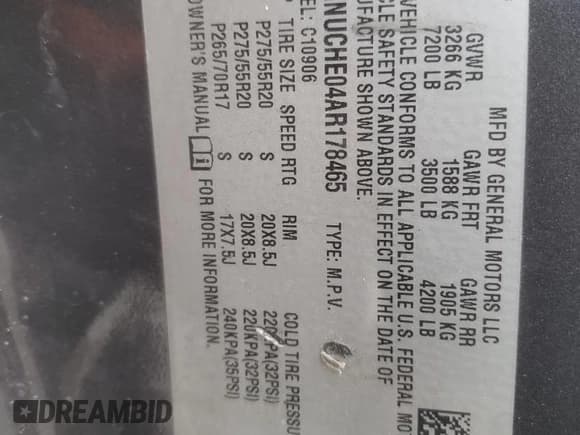 MFD BY GENERAL MOTORS LLC
GVWR GAWR FRT GAWR RR
3266 KG 1588 KG 1905 KG
7200 LB 3500 LB 4200 LB
VEHICLE CONFORMS TO ALL APPLICABLE U.S. FEDERAL MO
CLE SAFETY STANDARDS IN EFFECT ON THE DATE OF
UFACTURE SHOWN ABOVE.
NUCHE04AR178465 TYPE: M.P.V.
EL: C10906
TIRE SIZE SPEED RTG RIM COLD TIRE PRESSU
P275/55R20 S 20X8.5J 220KPA(32PSI)
P275/55R20 S 20X8.5J 220KPA(32PSI)
P265/70R17 S 17X7.5J 240KPA(35PSI)
OWNER'S MANUAL i FOR MORE INFORMATION.
DREAMBID